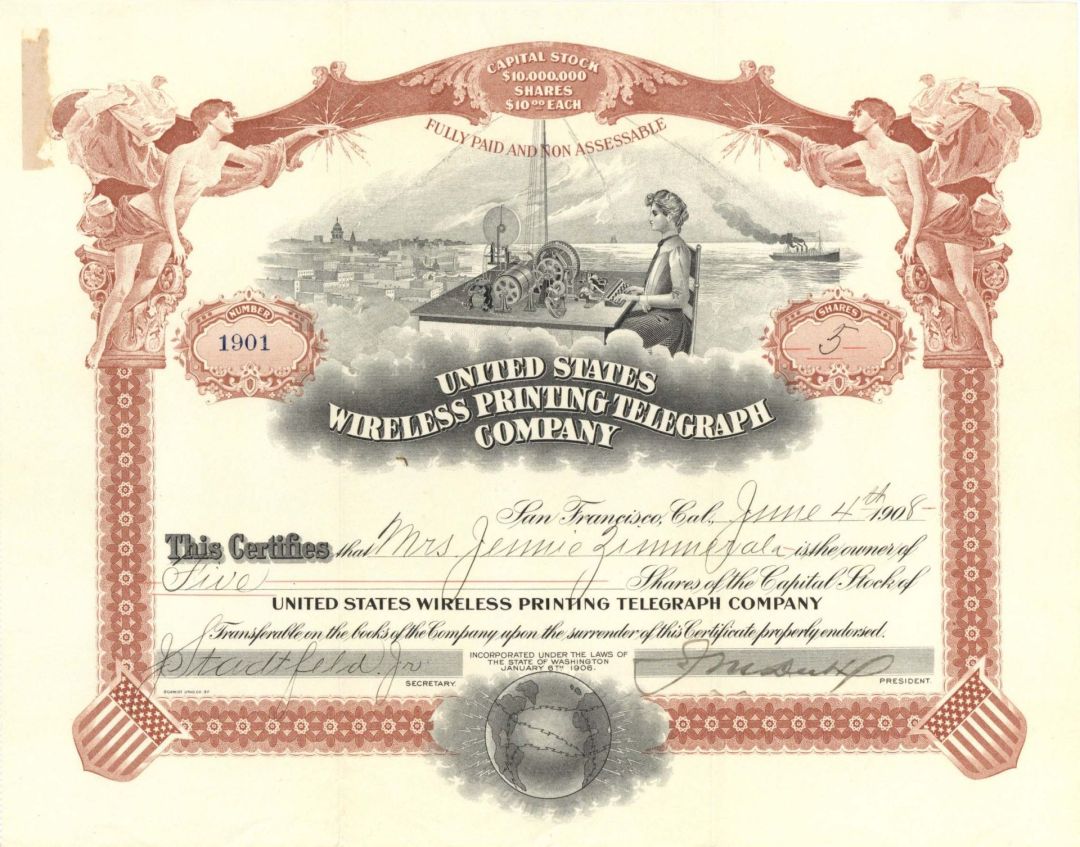 CAPITAL STOCK
$10.000.000
SHARES
$10.00 EACH
FULLY PAID AND NON ASSESSABLE
NUMBER
1901
SHARES
5
UNITED STATES
WIRELESS PRINTING TELEGRAPH
COMPANY
San Francisco, Cal., June 4th 1908
This Certifies that Mrs Jennie is the owner of
Five Shares of the Capital Stock of
UNITED STATES WIRELESS PRINTING TELEGRAPH COMPANY
Transferable on the books of the Company upon the surrender of this Certificate properly endorsed.
J Stadtfeld Jr
SECRETARY.
INCORPORATED UNDER THE LAWS OF
THE STATE OF WASHINGTON
JANUARY 6TH 1906.
PRESIDENT.